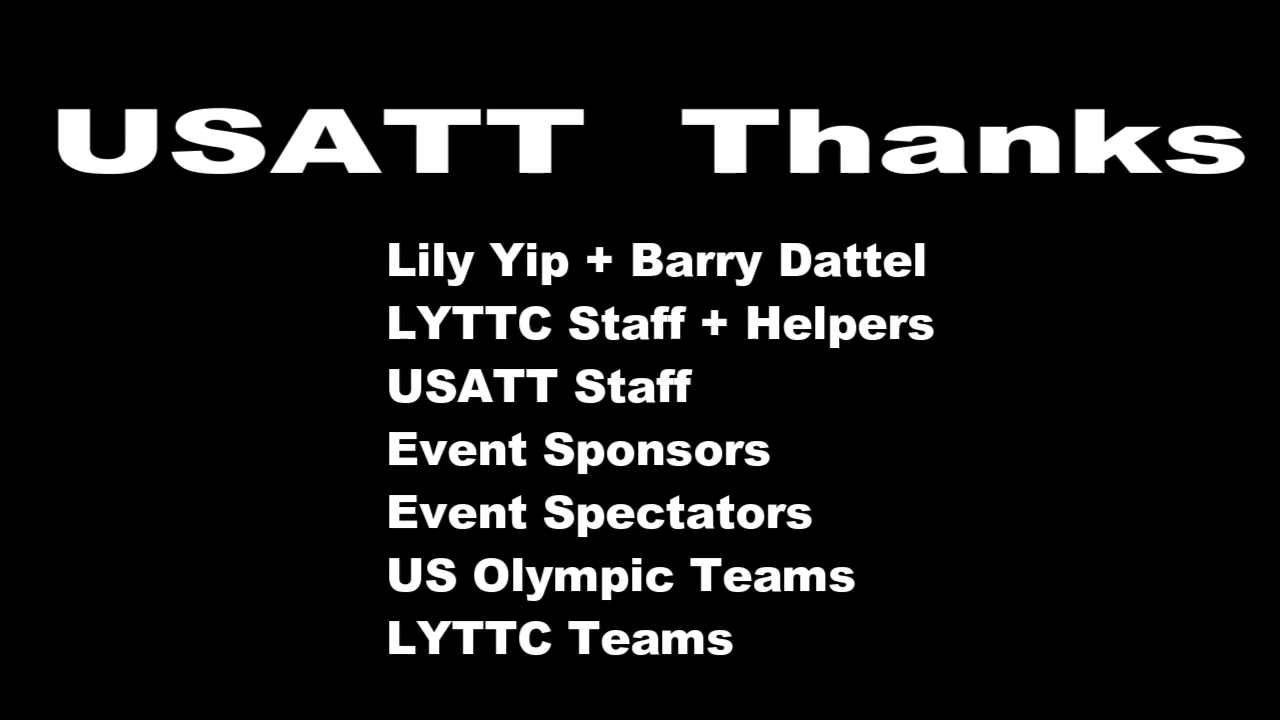 USATT Thanks
Lily Yip + Barry Dattel
LYTTC Staff + Helpers
USATT Staff
Event Sponsors
Event Spectators
US Olympic Teams
LYTTC Teams